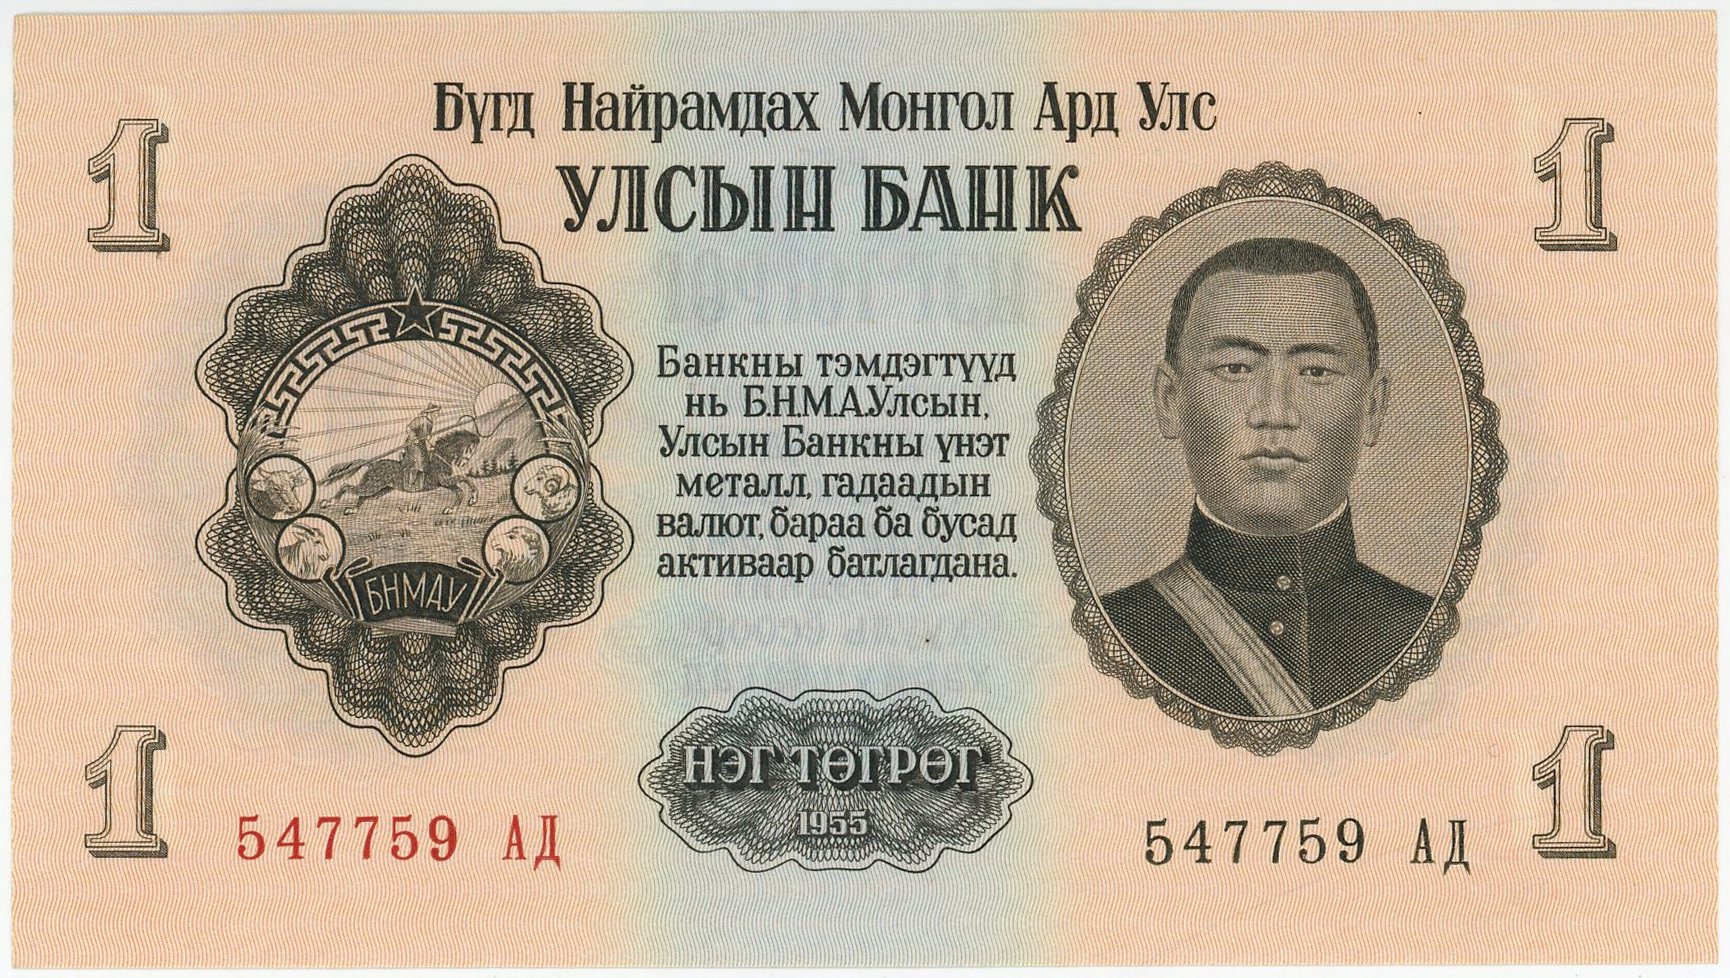 Бүгд Найрамдах Монгол Ард Улс
УЛСЫН БАНК
1
1
Банкны тэмдэгтүүд
нь Б.Н.М.А.Улсын,
Улсын Банкны үнэт
металл, гадаадын
валют, бараа ба бусад
активаар батлагдана.
БНМАУ
НЭГ ТӨГРӨГ
1955
1
1
547759 АД
547759 АД